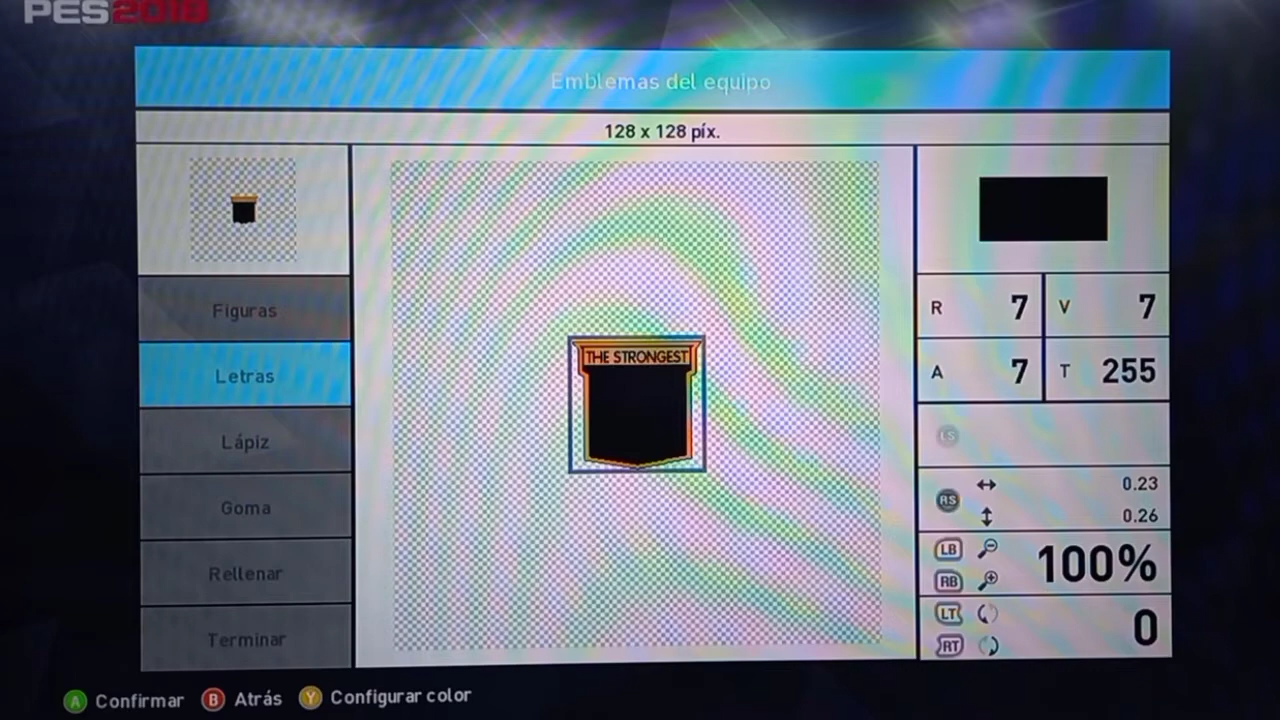 PES2018
Emblemas del equipo
128 x 128 píx.
Figuras
Letras
Lápiz
Goma
Rellenar
Terminar
THE STRONGEST
R 7 V 7
A 7 T 255
LS
RS 0.23
0.26
LB 100%
RB
LT 0
RT
A Confirmar B Atrás Y Configurar color